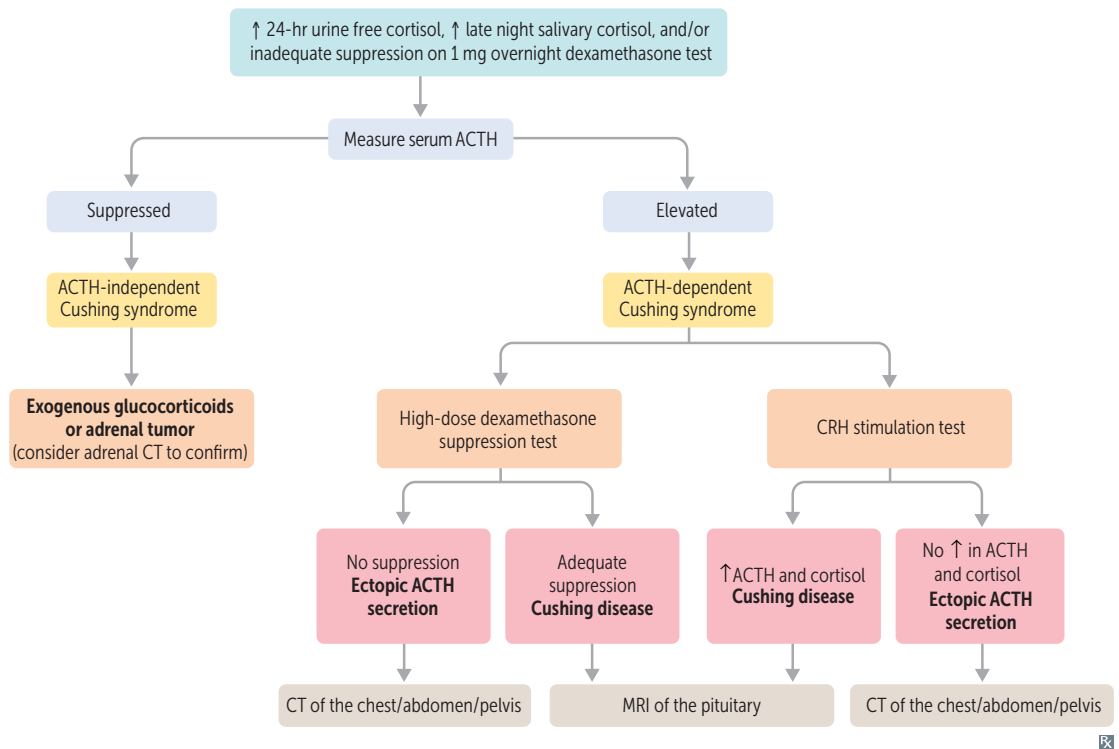 ↑ 24-hr urine free cortisol, ↑ late night salivary cortisol, and/or
inadequate suppression on 1 mg overnight dexamethasone test
Measure serum ACTH
Suppressed
Elevated
ACTH-independent
Cushing syndrome
ACTH-dependent
Cushing syndrome
Exogenous glucocorticoids
or adrenal tumor
(consider adrenal CT to confirm)
High-dose dexamethasone
suppression test
CRH stimulation test
No suppression
Ectopic ACTH
secretion
Adequate
suppression
Cushing disease
↑ACTH and cortisol
Cushing disease
No ↑ in ACTH
and cortisol
Ectopic ACTH
secretion
CT of the chest/abdomen/pelvis
MRI of the pituitary
CT of the chest/abdomen/pelvis
Rx